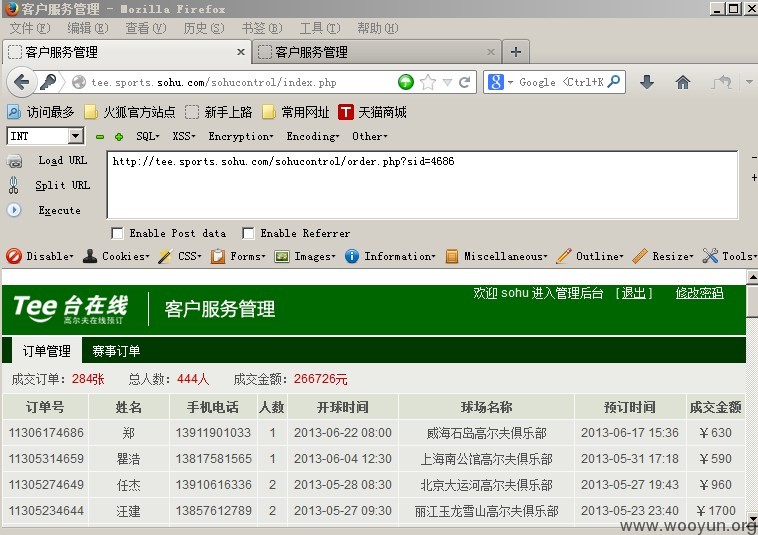 客户服务管理 - Mozilla Firefox
文件(F) 编辑(E) 查看(V) 历史(S) 书签(B) 工具(T) 帮助(H)
客户服务管理 × 客户服务管理 × +
tee.sports.sohu.com/sohucontrol/index.php Google <Ctrl+K
访问最多 火狐官方站点 新手上路 常用网址 T 天猫商城
INT SQL XSS Encryption Encoding Other
Load URL http://tee.sports.sohu.com/sohucontrol/order.php?sid=4686
Split URL
Execute
Enable Post data Enable Referrer
Disable Cookies CSS Forms Images Information Miscellaneous Outline Resize Tools
Tee 台在线 高尔夫在线预订 客户服务管理 欢迎 sohu 进入管理后台 [退出] 修改密码
订单管理 赛事订单
成交订单：284张 总人数：444人 成交金额：266726元
订单号 姓名 手机电话 人数 开球时间 球场名称 预订时间 成交金额
11306174686 郑 13911901033 1 2013-06-22 08:00 威海石岛高尔夫俱乐部 2013-06-17 15:36 ￥630
11305314659 瞿浩 13817581565 1 2013-06-04 12:30 上海南公馆高尔夫俱乐部 2013-05-31 17:18 ￥590
11305274649 任杰 13910616336 2 2013-05-28 08:30 北京大运河高尔夫俱乐部 2013-05-27 19:43 ￥960
11305234644 汪建 13857612789 2 2013-05-27 09:30 丽江玉龙雪山高尔夫俱乐部 2013-05-23 23:40 ￥1700
www.wooyun.org